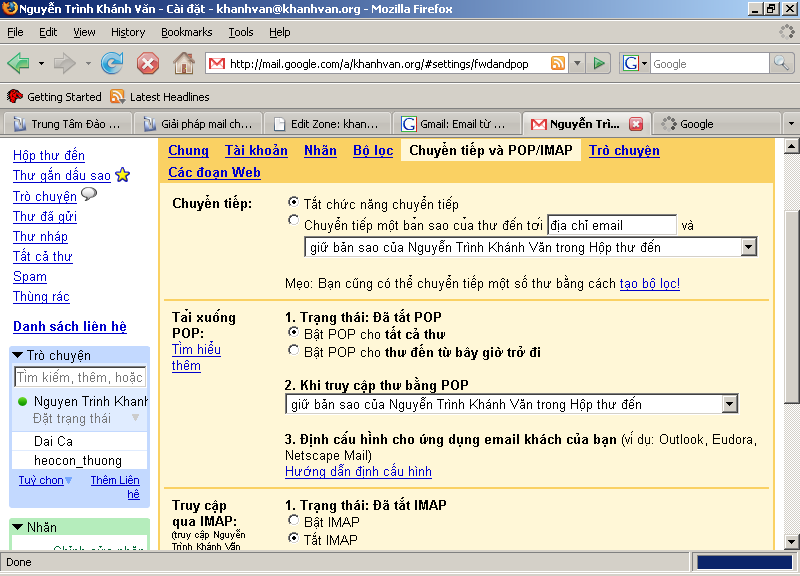 Nguyễn Trình Khánh Văn - Cài đặt - khanhvan@khanhvan.org - Mozilla Firefox
File Edit View History Bookmarks Tools Help
http://mail.google.com/a/khanhvan.org/#settings/fwdandpop
G Google
Getting Started Latest Headlines
Trung Tâm Đào ... Giải pháp mail ch... Edit Zone: khan... Gmail: Email từ ... Nguyễn Trì... Google
Hộp thư đến
Thư gắn dấu sao
Trò chuyện
Thư đã gửi
Thư nháp
Tất cả thư
Spam
Thùng rác
Danh sách liên hệ
Trò chuyện
Tìm kiếm, thêm, hoặc
Nguyen Trinh Khanh
Đặt trạng thái
Dai Ca
heocon_thuong
Tuỳ chọn Thêm Liên
hệ
Nhãn
Chung Tài khoản Nhãn Bộ lọc Chuyển tiếp và POP/IMAP Trò chuyện
Các đoạn Web
Chuyển tiếp:
Tắt chức năng chuyển tiếp
Chuyển tiếp một bản sao của thư đến tới địa chỉ email và
giữ bản sao của Nguyễn Trình Khánh Văn trong Hộp thư đến
Mẹo: Bạn cũng có thể chuyển tiếp một số thư bằng cách tạo bộ lọc!
Tải xuống
POP:
Tìm hiểu
thêm
1. Trạng thái: Đã tắt POP
Bật POP cho tất cả thư
Bật POP cho thư đến từ bây giờ trở đi
2. Khi truy cập thư bằng POP
giữ bản sao của Nguyễn Trình Khánh Văn trong Hộp thư đến
3. Định cấu hình cho ứng dụng email khách của bạn (ví dụ: Outlook, Eudora,
Netscape Mail)
Hướng dẫn định cấu hình
Truy cập
qua IMAP:
(truy cập Nguyễn
Trình Khánh Văn
1. Trạng thái: Đã tắt IMAP
Bật IMAP
Tắt IMAP
Done